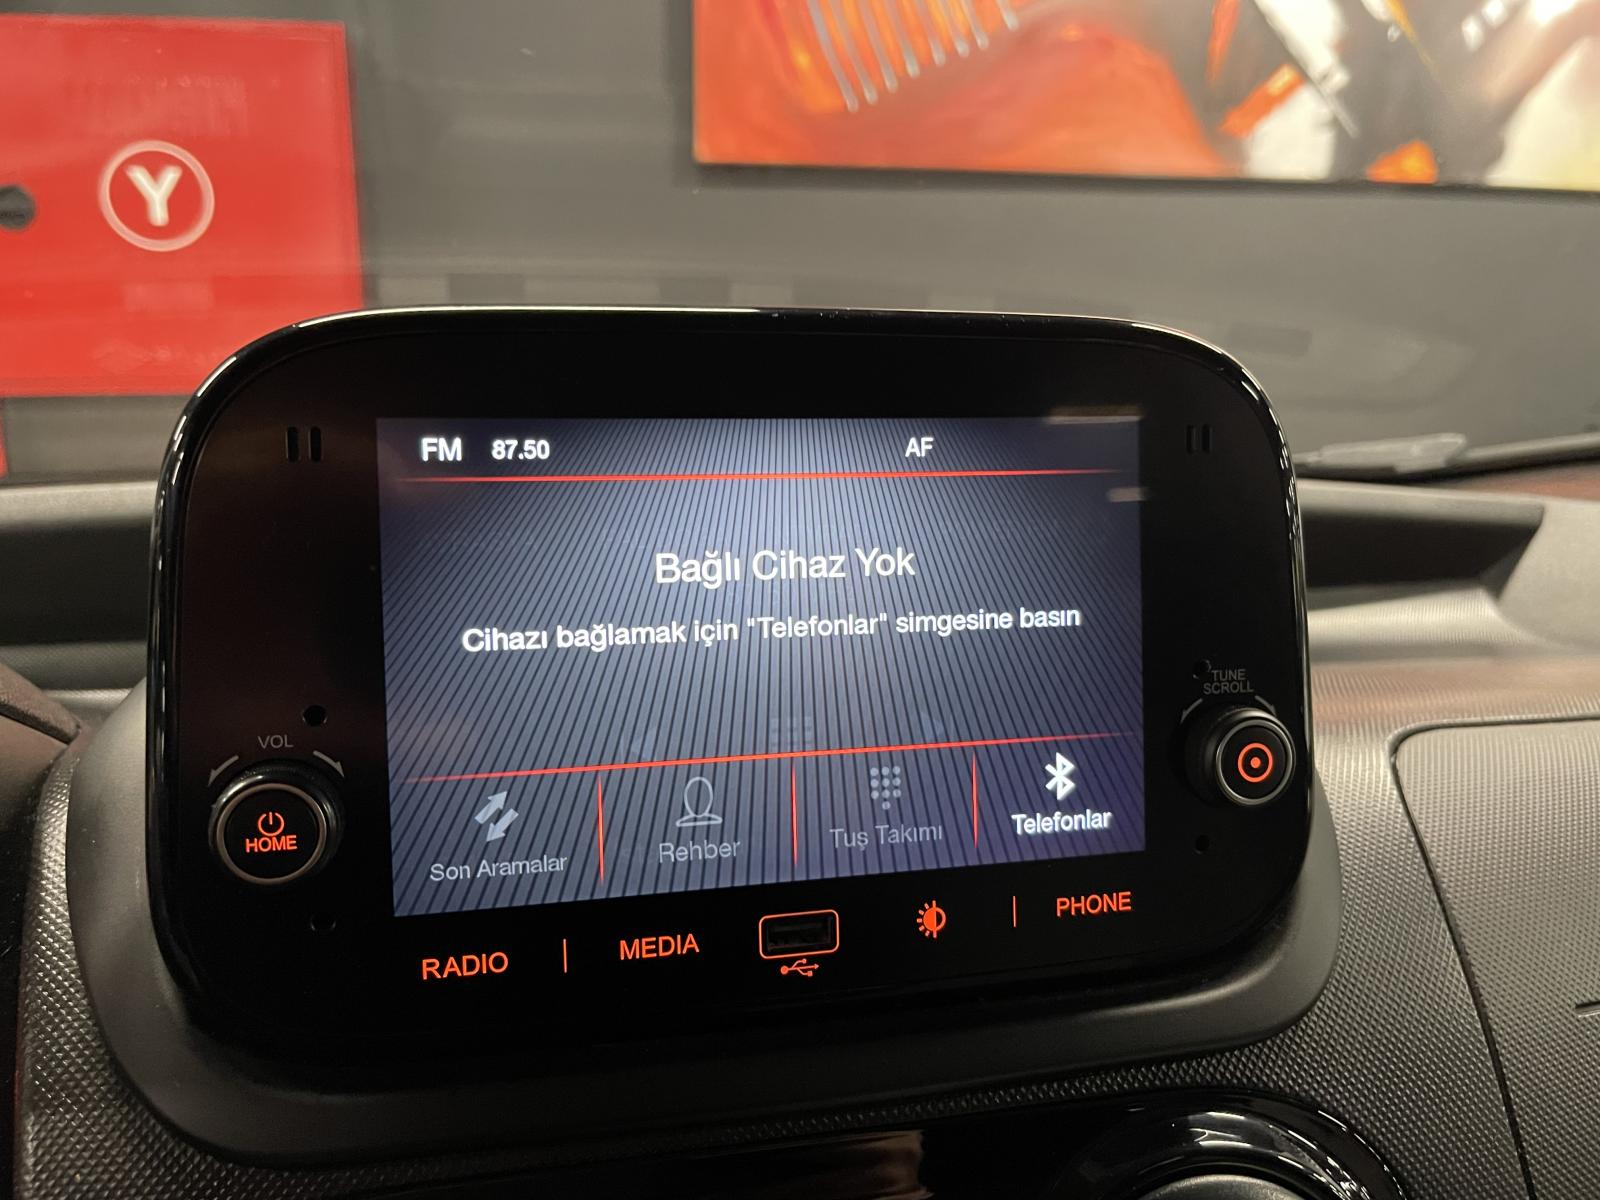 Y
FM 87.50 AF
Bağlı Cihaz Yok
Cihazı bağlamak için "Telefonlar" simgesine basın
VOL
TUNE
SCROLL
HOME
Son Aramalar
Rehber
Tuş Takımı
Telefonlar
RADIO
MEDIA
PHONE